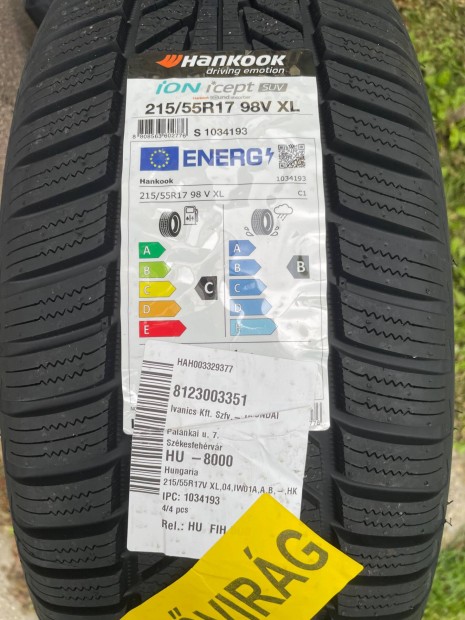 HANKOOK
driving emotion
iON i*cept SUV
215/55R17 98V XL
S 1034193
ENERG
Hankook 1034193
215/55R17 98 V XL C1
A
B
C
D
E
C
A
B
C
D
B
HAH003329377
8123003351
Ivanics Kft. Szfv.
Palánkai u. 7.
Székesfehérvár
HU -8000
Hungaria
215/55R17V XL,04,IW01A,A,B, -,HK
IPC: 1034193
4/4 pcs
Rel.: HU FIH